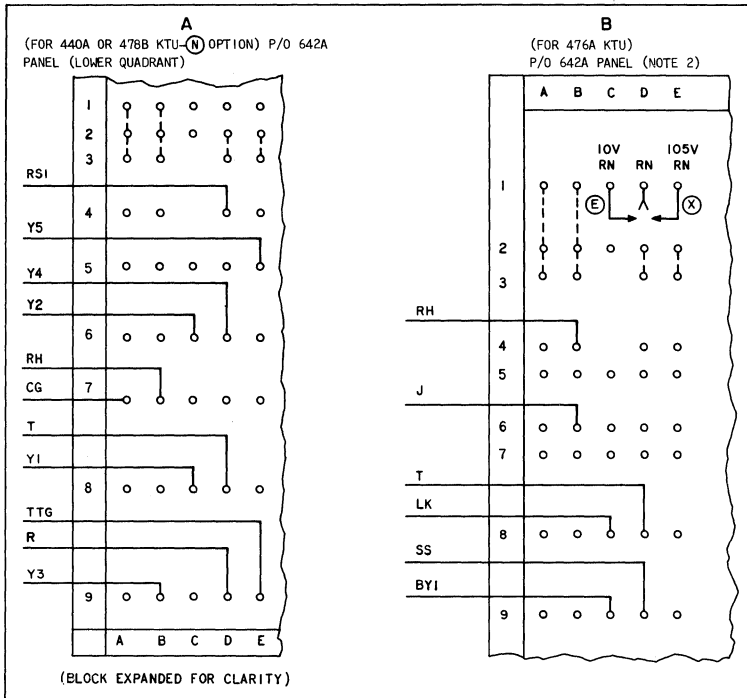 A
(FOR 440A OR 478B KTU-(N) OPTION) P/O 642A
PANEL (LOWER QUADRANT)
1
2
3
RS1
4
Y5
5
Y4
Y2
6
RH
7
CG
T
Y1
8
TTG
R
Y3
9
A B C D E
(BLOCK EXPANDED FOR CLARITY)
B
(FOR 476A KTU)
P/O 642A PANEL (NOTE 2)
A B C D E
10V 105V
RN RN RN
1
E X
2
3
RH
4
5
J
6
7
T
LK
8
SS
BY1
9